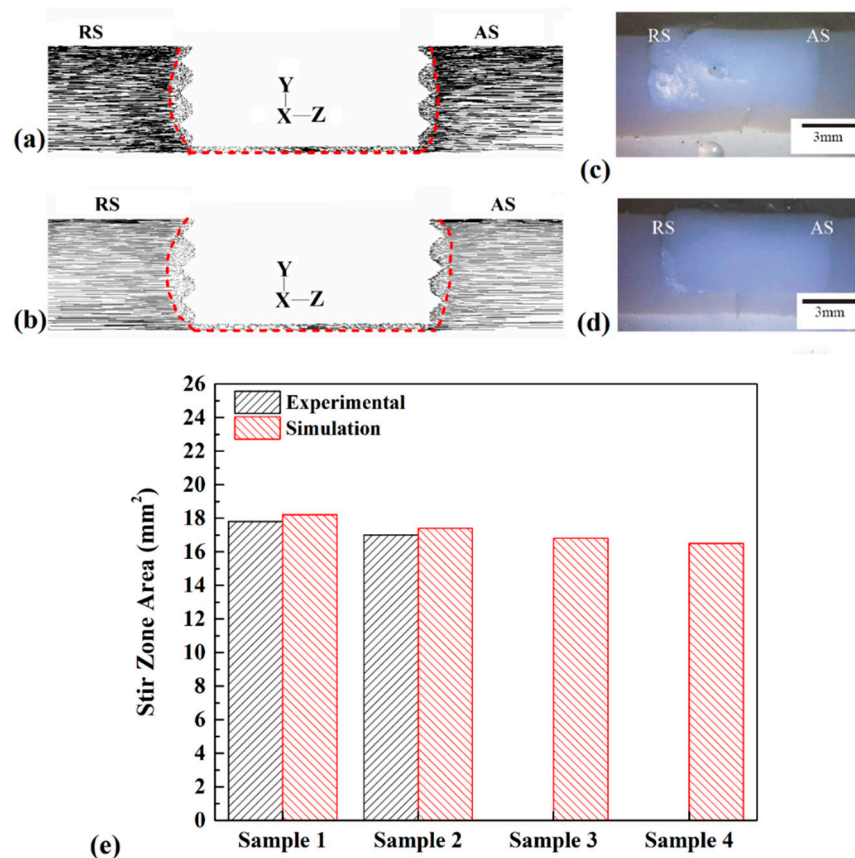 RS AS
Y
X Z
(a)
RS AS
3mm
(c)
RS AS
Y
X Z
(b)
RS AS
3mm
(d)
26
24
22
20
18
16
14
12
10
8
6
4
2
0
Stir Zone Area (mm²)
Experimental
Simulation
Sample 1 Sample 2 Sample 3 Sample 4
(e)